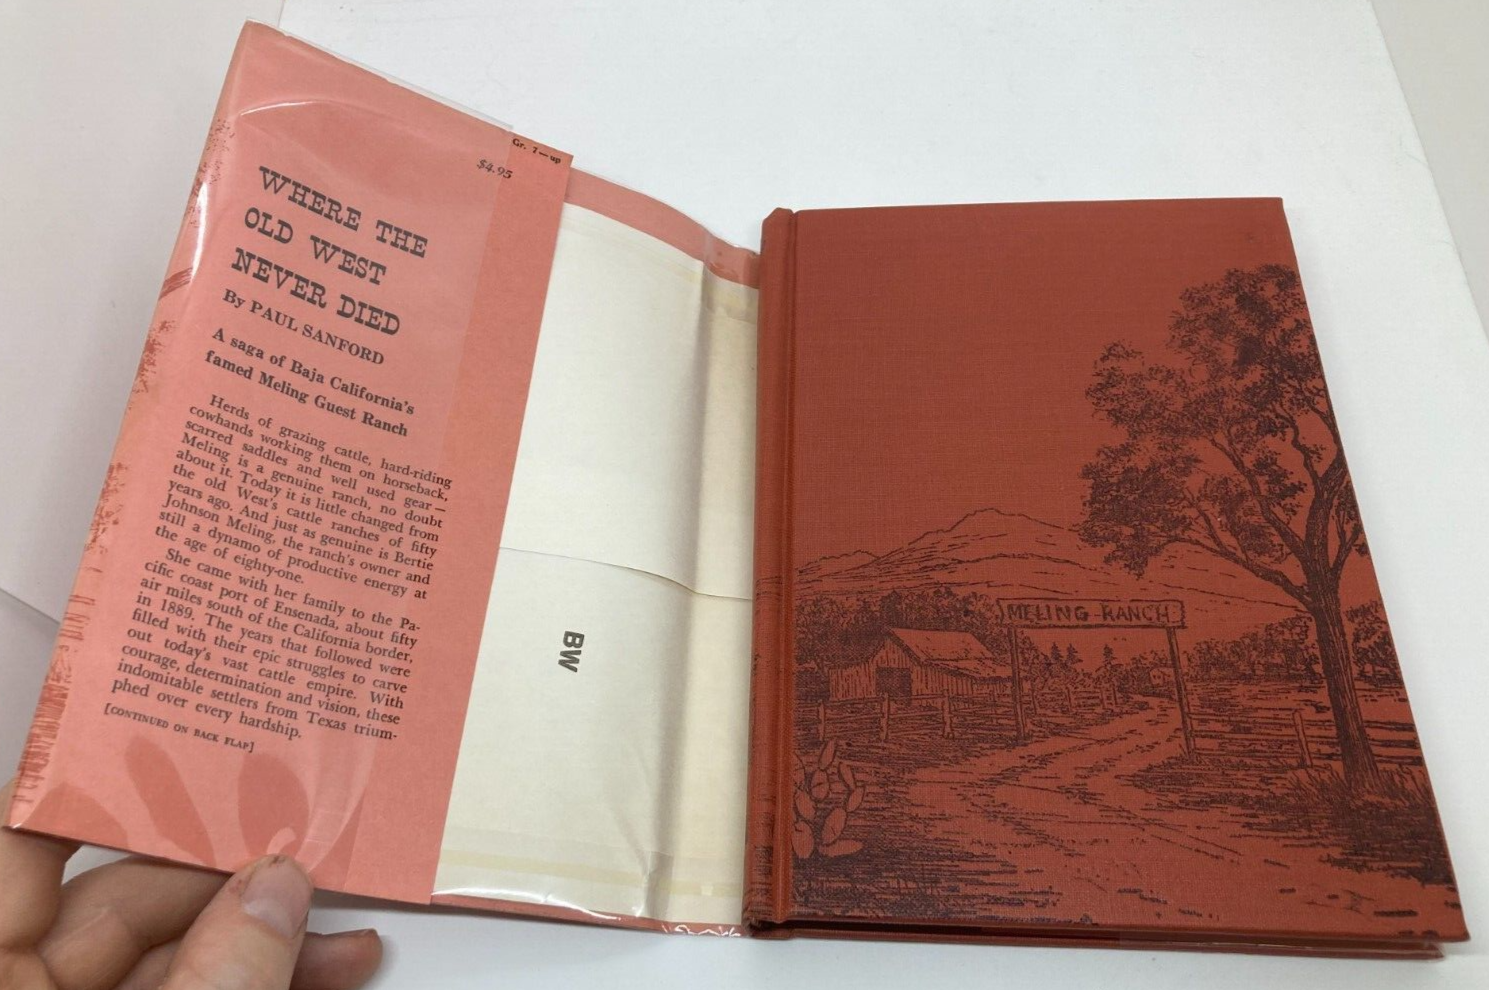 Gr. 7—up
$4.95
WHERE THE
OLD WEST
NEVER DIED
By PAUL SANFORD
A saga of Baja California's
famed Meling Guest Ranch
Herds of grazing cattle, hard-riding
cowhands working them on horseback,
scarred saddles and well used gear—
Meling is a genuine ranch, no doubt
about it. Today it is little changed from
the old West's cattle ranches of fifty
years ago. And just as genuine is Bertie
Johnson Meling, the ranch's owner and
still a dynamo of productive energy at
the age of eighty-one.
She came with her family to the Pa-
cific coast port of Ensenada, about fifty
air miles south of the California border,
in 1889. The years that followed were
filled with their epic struggles to carve
out today's vast cattle empire. With
courage, determination and vision, these
indomitable settlers from Texas trium-
phed over every hardship.
[CONTINUED ON BACK FLAP]
BW
MELING RANCH